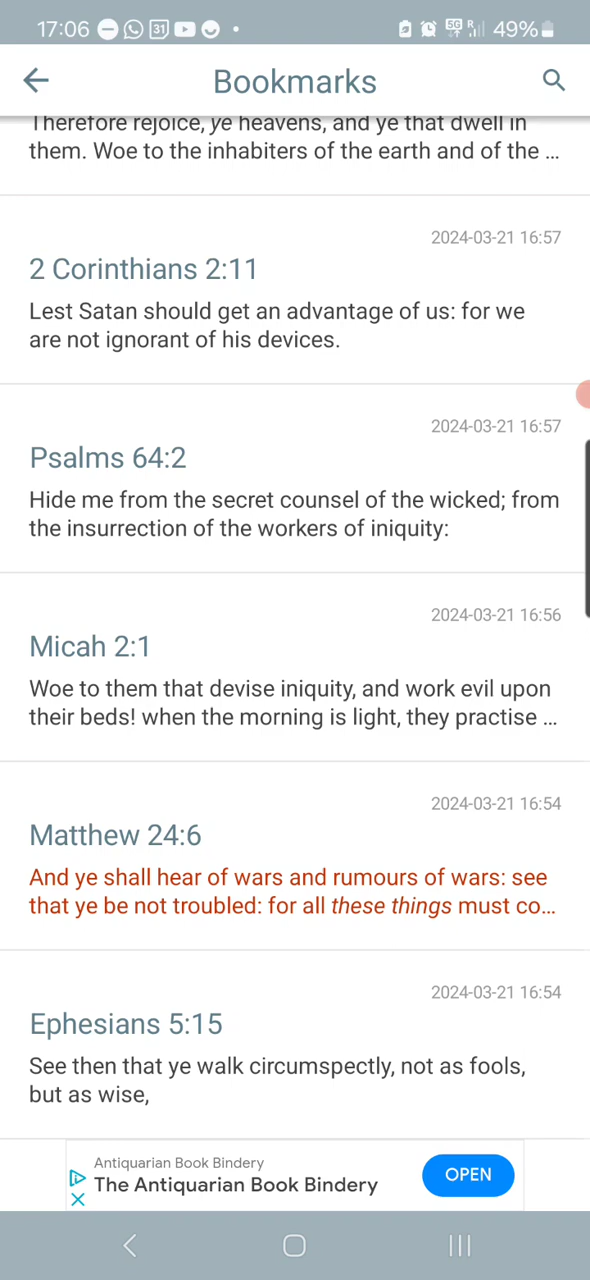 17:06
31
5G
R
49%
Bookmarks
Therefore rejoice, ye heavens, and ye that dwell in
them. Woe to the inhabiters of the earth and of the ...
2024-03-21 16:57
2 Corinthians 2:11
Lest Satan should get an advantage of us: for we
are not ignorant of his devices.
2024-03-21 16:57
Psalms 64:2
Hide me from the secret counsel of the wicked; from
the insurrection of the workers of iniquity:
2024-03-21 16:56
Micah 2:1
Woe to them that devise iniquity, and work evil upon
their beds! when the morning is light, they practise ...
2024-03-21 16:54
Matthew 24:6
And ye shall hear of wars and rumours of wars: see
that ye be not troubled: for all these things must co...
2024-03-21 16:54
Ephesians 5:15
See then that ye walk circumspectly, not as fools,
but as wise,
Antiquarian Book Bindery
The Antiquarian Book Bindery
OPEN